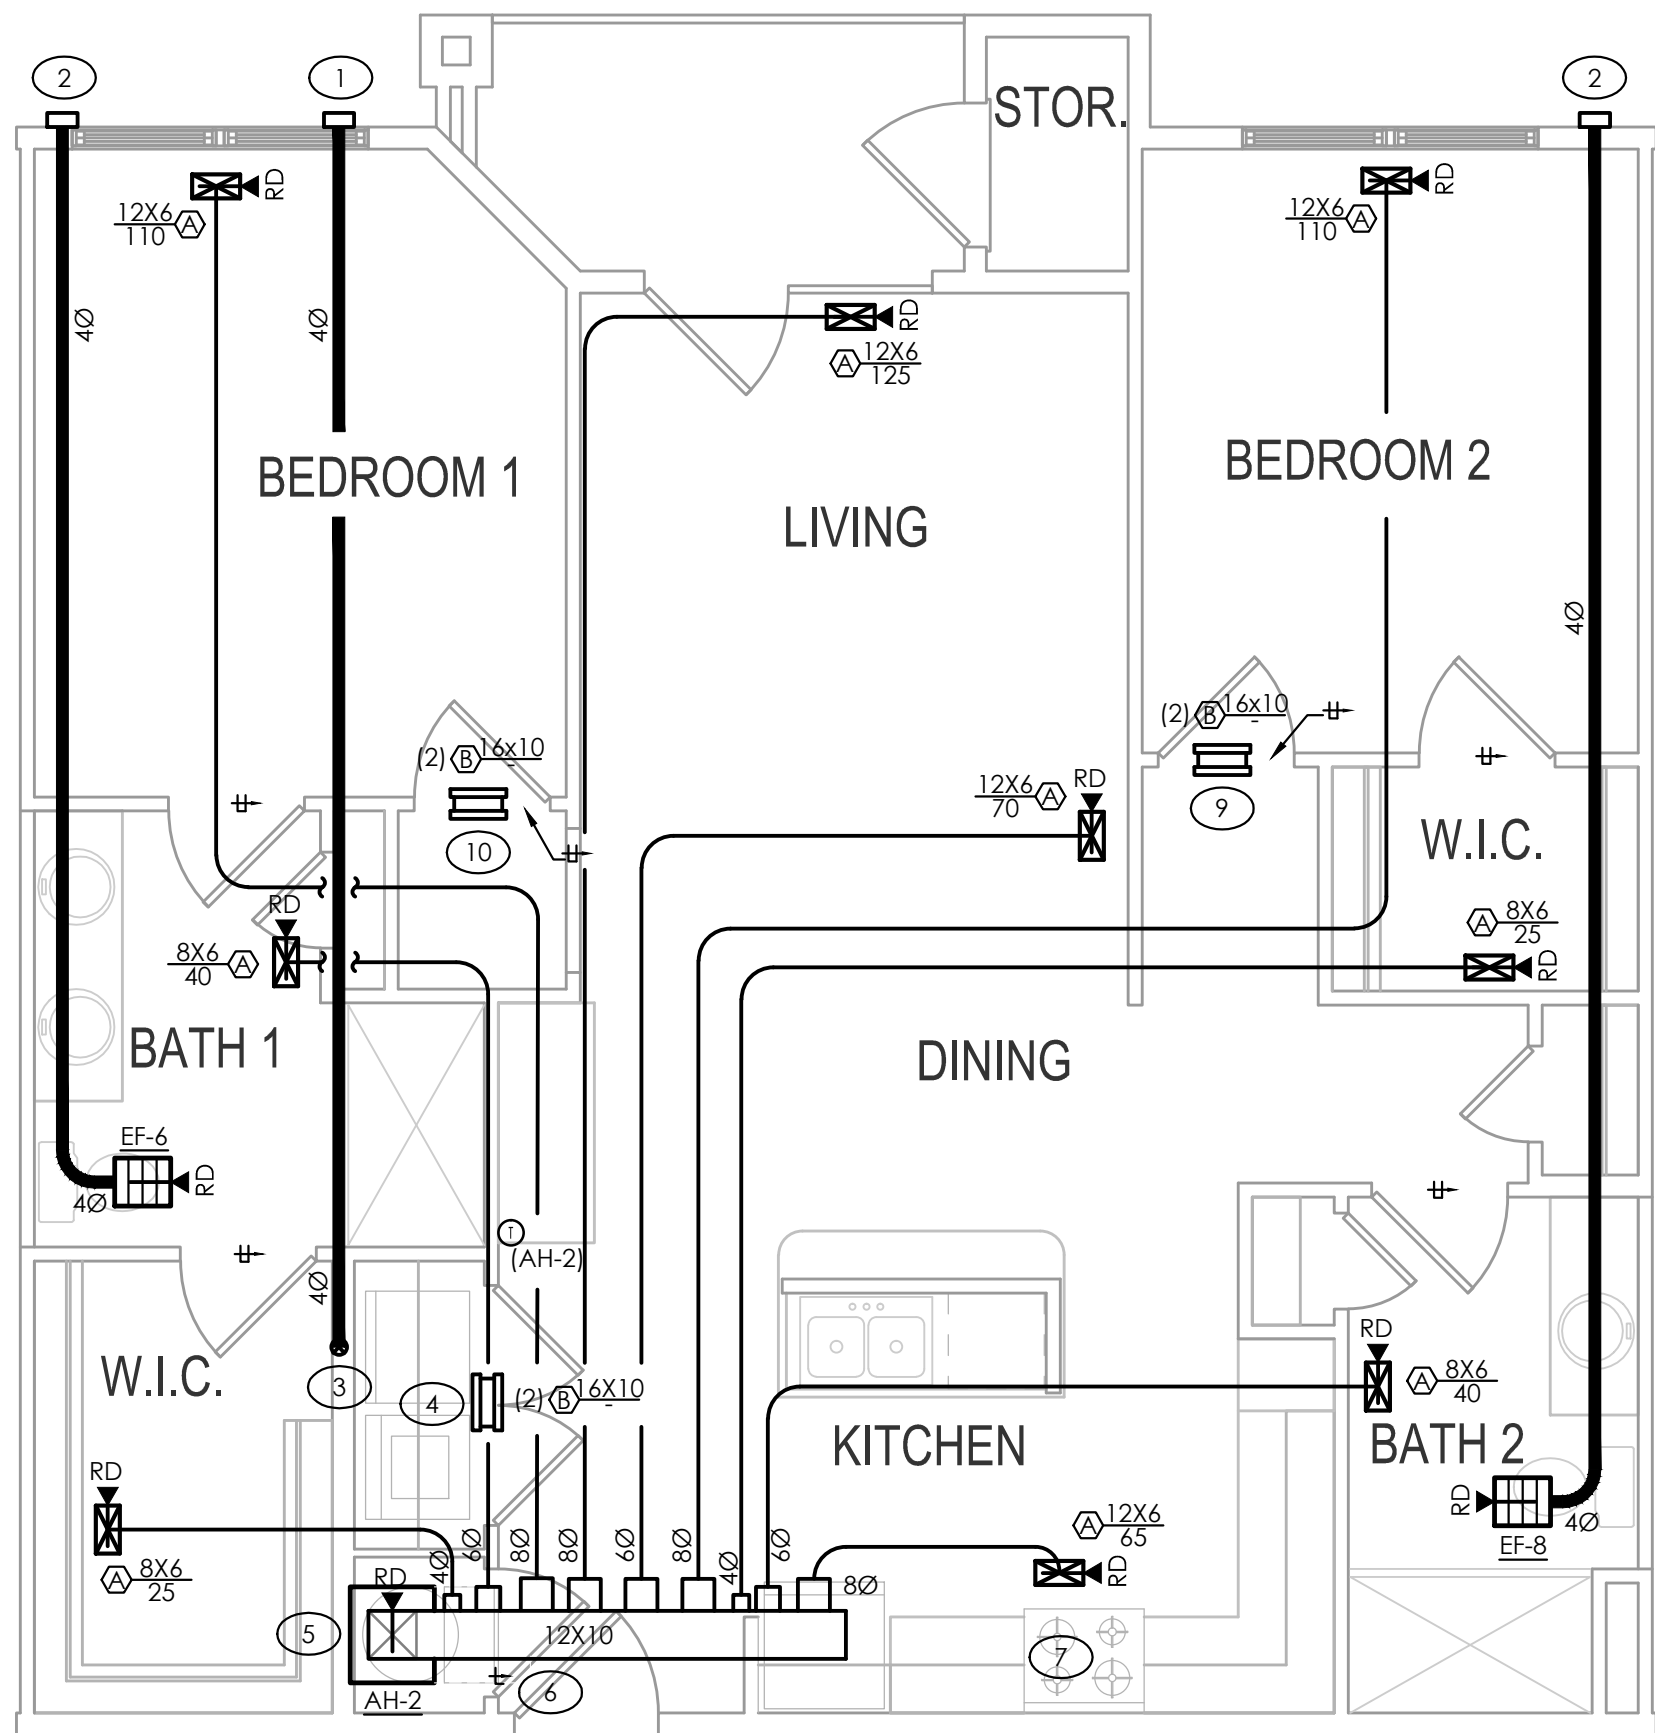 2
1
2
STOR.
RD
12X6
110
A
RD
12X6
110
A
4Ø
4Ø
RD
A
12X6
125
BEDROOM 1
BEDROOM 2
LIVING
4Ø
(2) B 16x10
-
9
(2) B 16x10
-
10
12X6
70
A
RD
W.I.C.
RD
8X6
40
A
A
8X6
25
RD
BATH 1
DINING
EF-6
RD
4Ø
T
(AH-2)
4Ø
W.I.C.
3
4
(2) B 16X10
-
RD
A
8X6
40
KITCHEN
BATH 2
RD
A
8X6
25
RD
4Ø
EF-8
A
12X6
65
RD
4Ø
6Ø
8Ø
8Ø
6Ø
8Ø
4Ø
6Ø
8Ø
RD
5
12X10
7
6
AH-2